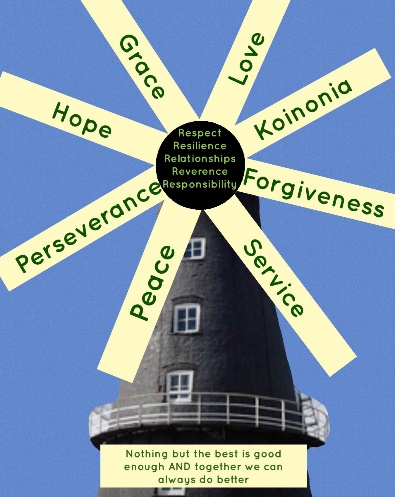 Grace
Love
Hope
Koinonia
Respect
Resilience
Relationships
Reverence
Responsibility
Perseverance
Forgiveness
Peace
Service
Nothing but the best is good
enough AND together we can
always do better